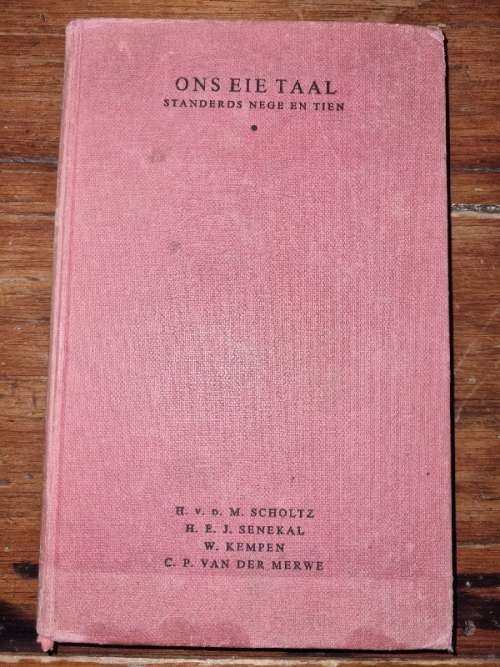 ONS EIE TAAL
STANDERDS NEGE EN TIEN
H. v. D. M. SCHOLTZ
H. E. J. SENEKAL
W. KEMPEN
C. P. VAN DER MERWE